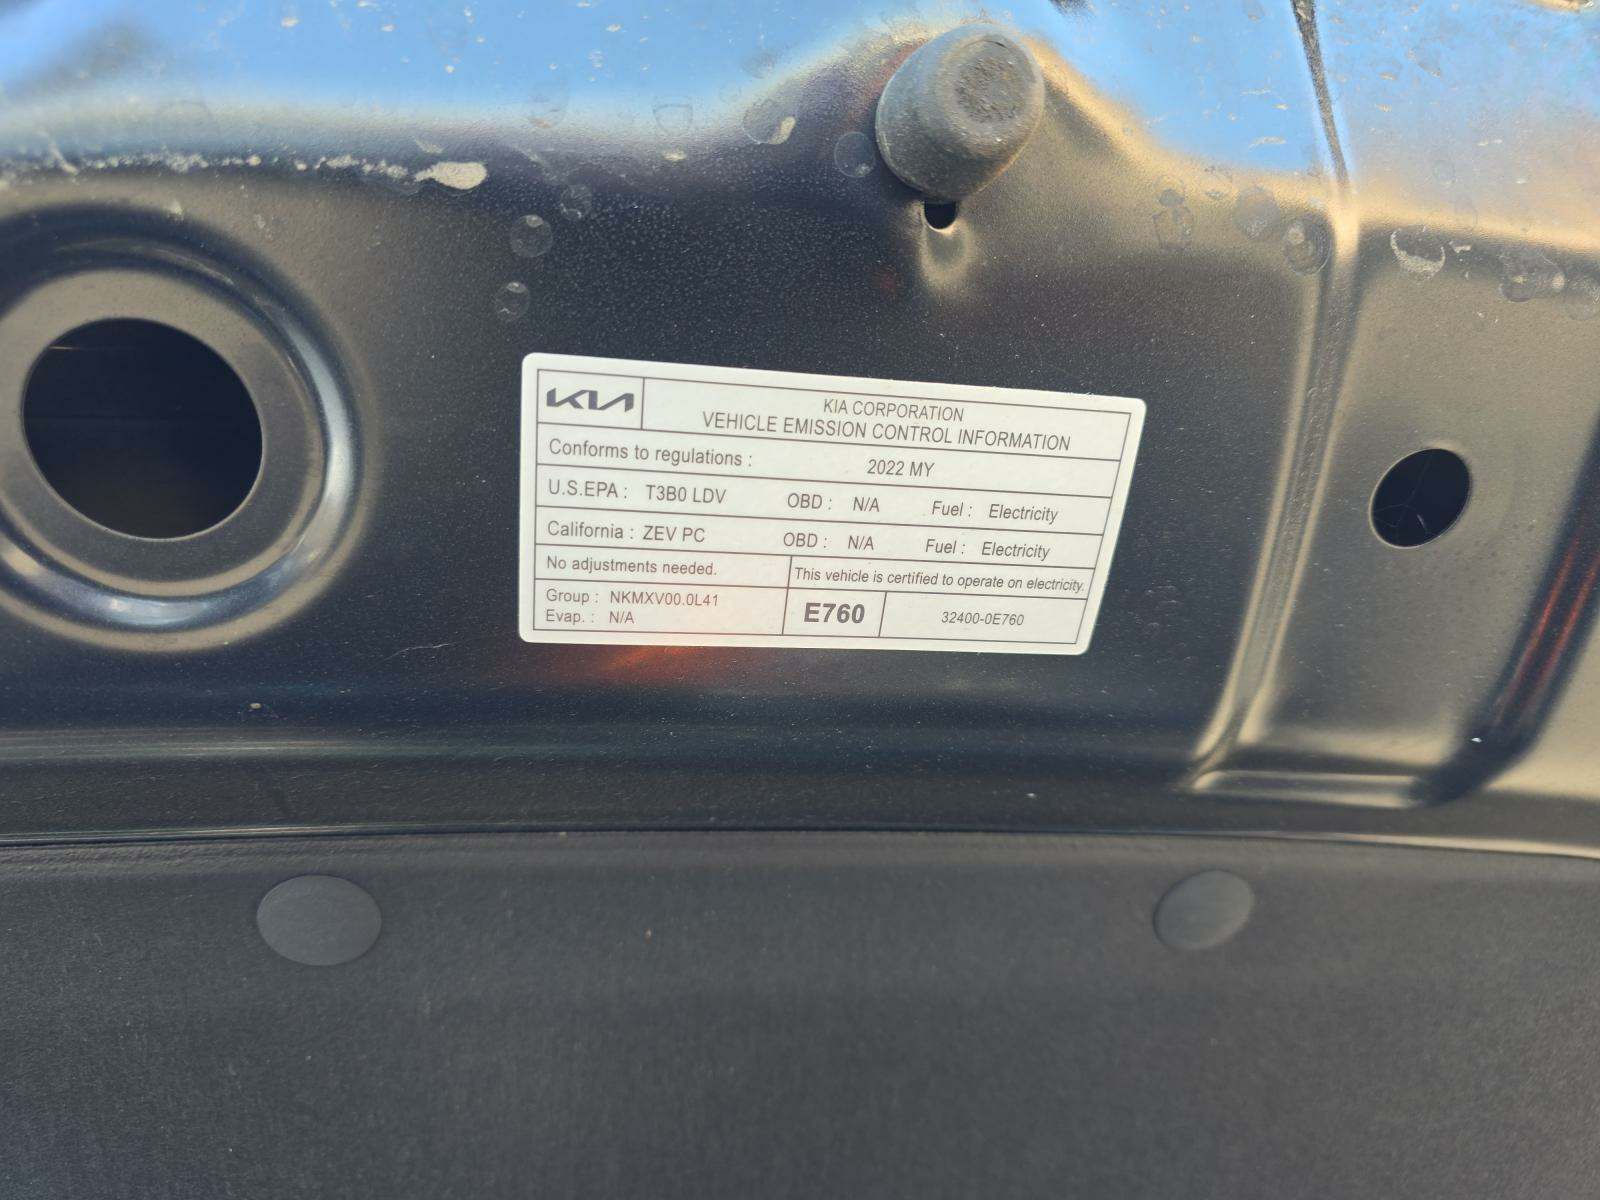 KIA KIA CORPORATION
VEHICLE EMISSION CONTROL INFORMATION
Conforms to regulations : 2022 MY
U.S.EPA : T3B0 LDV OBD : N/A Fuel : Electricity
California : ZEV PC OBD : N/A Fuel : Electricity
No adjustments needed. This vehicle is certified to operate on electricity.
Group : NKMXV00.0L41
Evap. : N/A
E760 32400-0E760